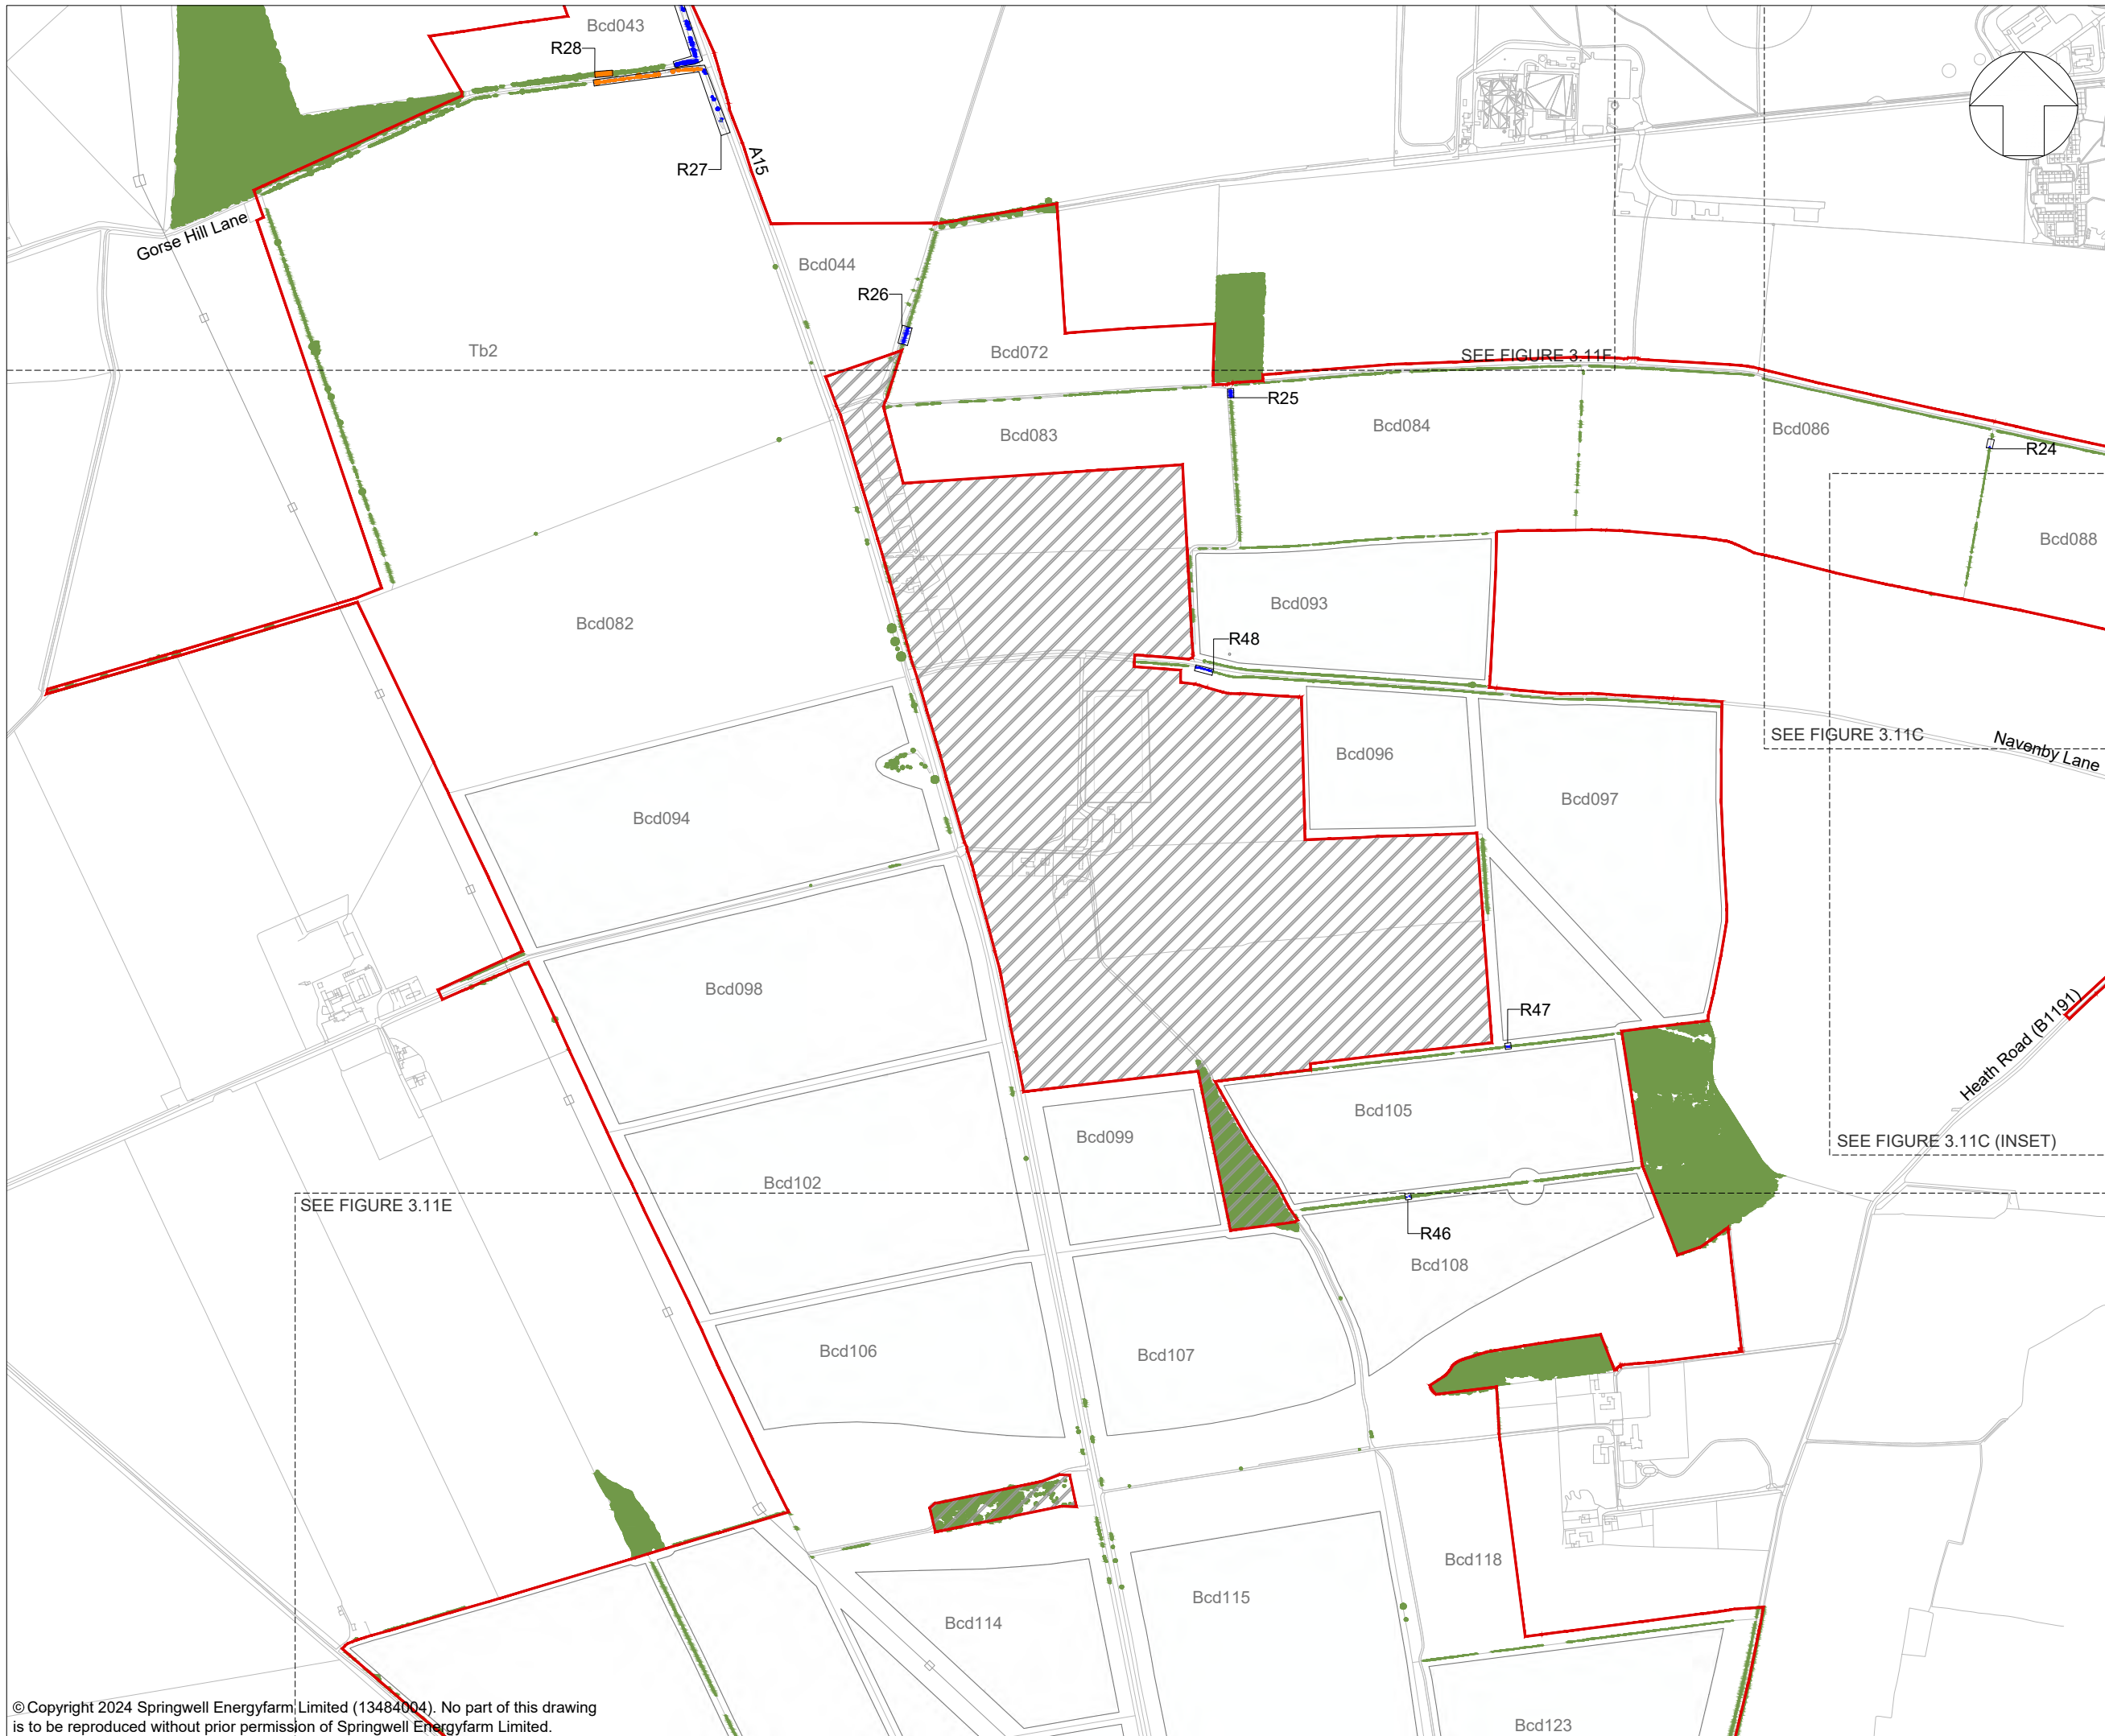 Bcd043
R28
R27
A15
Gorse Hill Lane
Bcd044
R26
Tb2
Bcd072
SEE FIGURE 3.11F
R25
Bcd083
Bcd084
Bcd086
R24
Bcd088
Bcd082
Bcd093
R48
SEE FIGURE 3.11C
Navenby Lane
Bcd096
Bcd097
Bcd094
Bcd098
R47
Heath Road (B1191)
Bcd105
Bcd099
SEE FIGURE 3.11C (INSET)
Bcd102
SEE FIGURE 3.11E
R46
Bcd108
Bcd106
Bcd107
Bcd118
Bcd115
Bcd114
Bcd123
© Copyright 2024 Springwell Energyfarm Limited (13484004). No part of this drawing
is to be reproduced without prior permission of Springwell Energyfarm Limited.